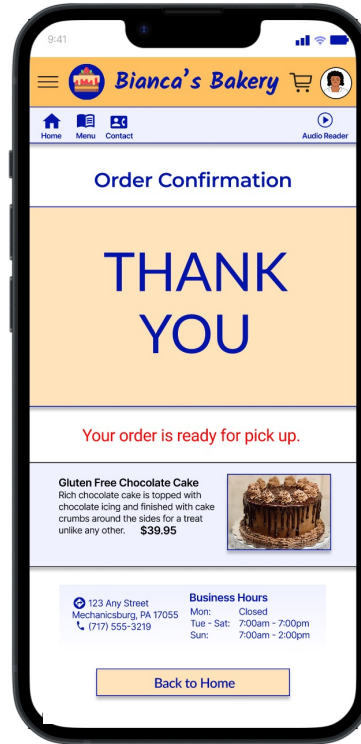 9:41
Bianca's Bakery
Home Menu Contact Audio Reader
Order Confirmation
THANK
YOU
Your order is ready for pick up.
Gluten Free Chocolate Cake
Rich chocolate cake is topped with
chocolate icing and finished with cake
crumbs around the sides for a treat
unlike any other. $39.95
123 Any Street
Mechanicsburg, PA 17055
(717) 555-3219
Business Hours
Mon: Closed
Tue - Sat: 7:00am - 7:00pm
Sun: 7:00am - 2:00pm
Back to Home